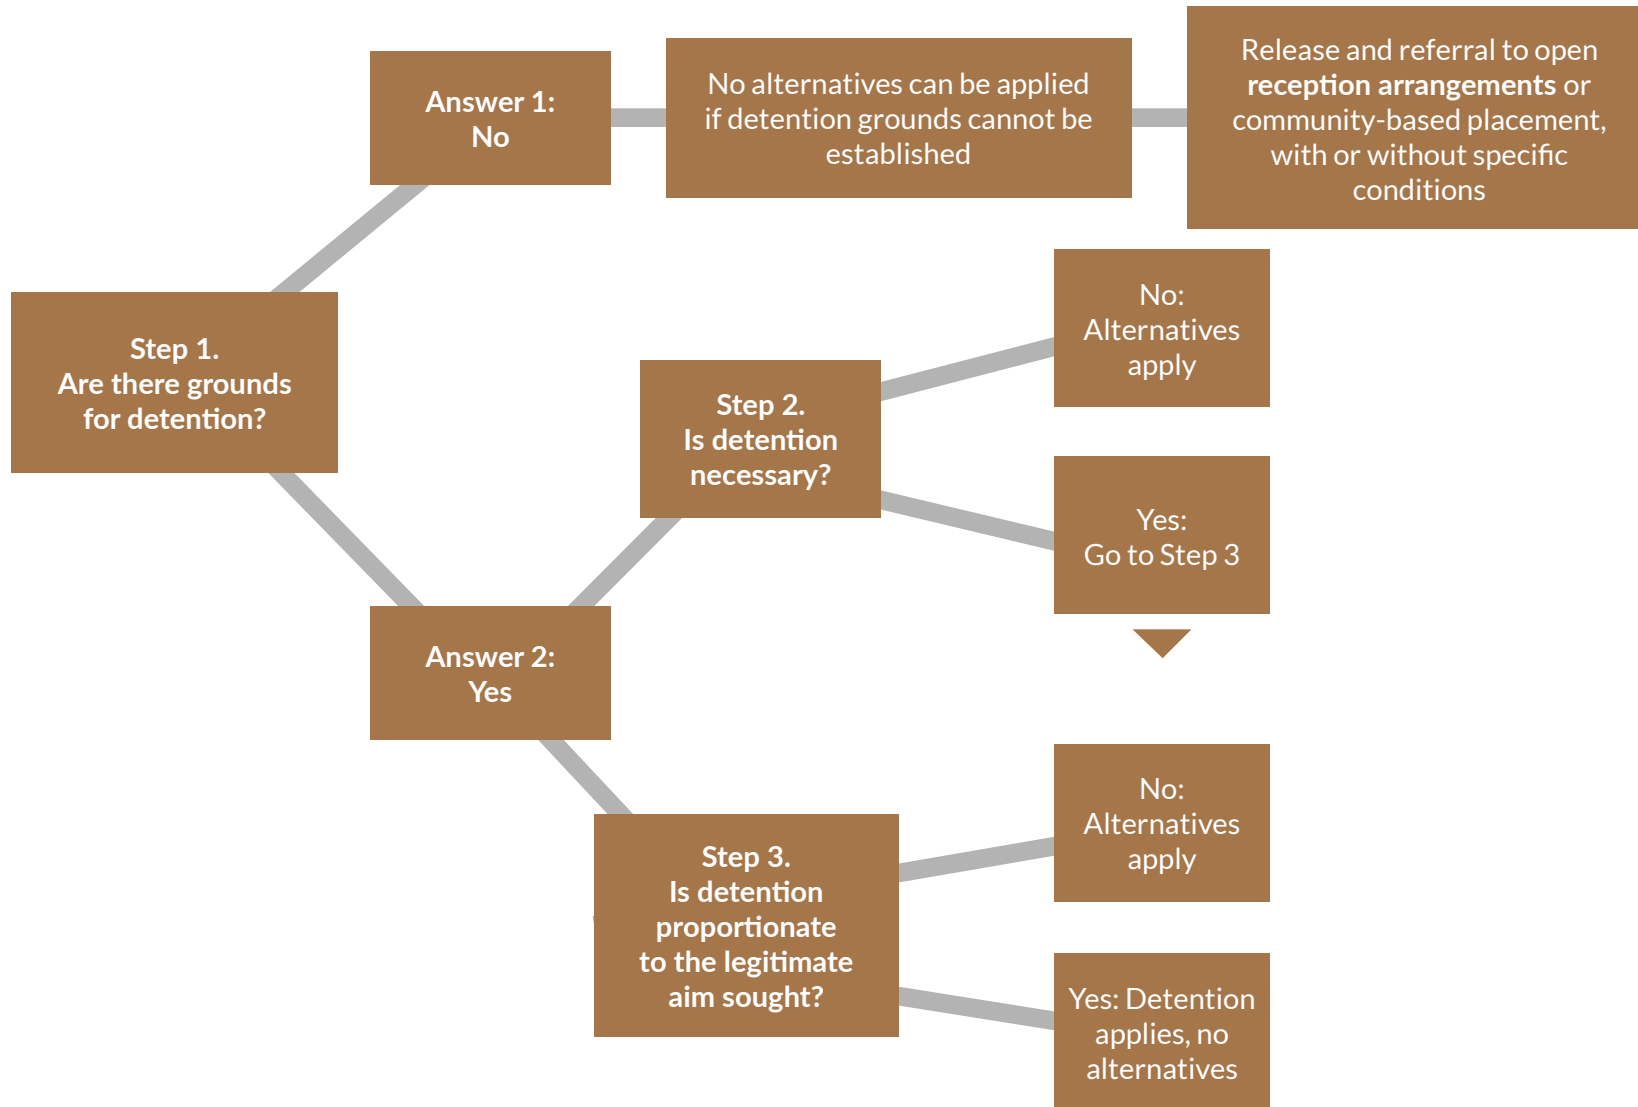 Answer 1:
No
No alternatives can be applied
if detention grounds cannot be
established
Release and referral to open
reception arrangements or
community-based placement,
with or without specific
conditions
Step 1.
Are there grounds
for detention?
Step 2.
Is detention
necessary?
No:
Alternatives
apply
Yes:
Go to Step 3
Answer 2:
Yes
Step 3.
Is detention
proportionate
to the legitimate
aim sought?
No:
Alternatives
apply
Yes: Detention
applies, no
alternatives